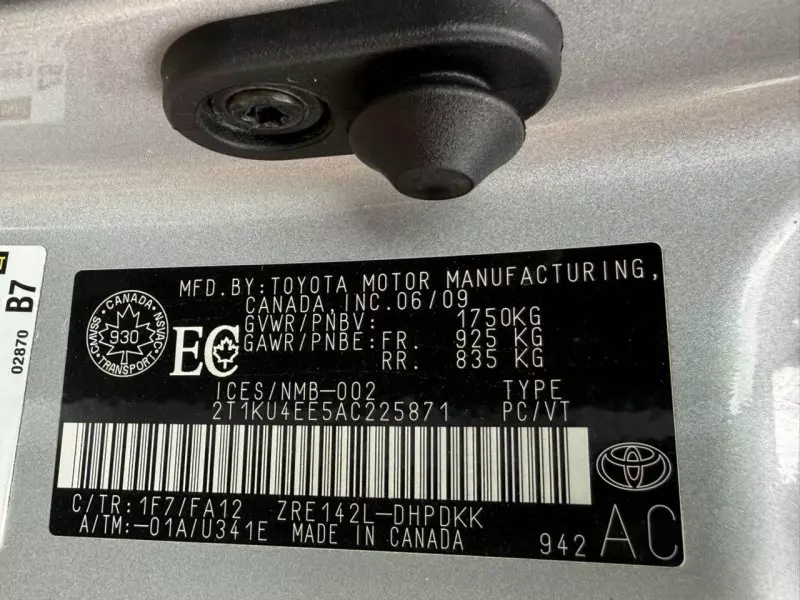 MFD.BY:TOYOTA MOTOR MANUFACTURING,
CANADA,INC.06/09
GVWR/PNBV: 1750KG
GAWR/PNBE:FR. 925 KG
RR. 835 KG
CANADA
CMVSS 930 NSVAC
TRANSPORT
EC
ICES/NMB-002 TYPE
2T1KU4EE5AC225871 PC/VT
C/TR:1F7/FA12 ZRE142L-DHPDKK
A/TM:-01A/U341E MADE IN CANADA
942 AC
B7
02870